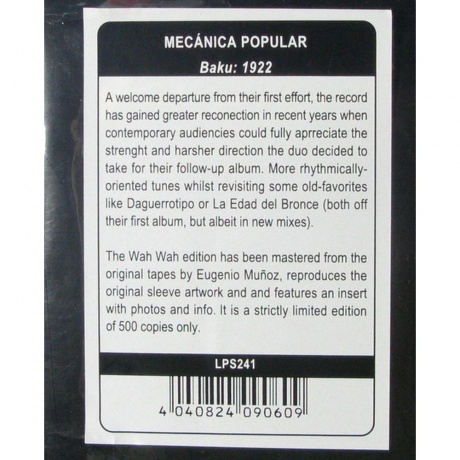 MECÁNICA POPULAR
Baku: 1922
A welcome departure from their first effort, the record
has gained greater reconection in recent years when
contemporary audiencies could fully apprreciate the
strenght and harsher direction the duo decided to
take for their follow-up album. More rhythmically-
oriented tunes whilst revisiting some old-favorites
like Daguerrotipo or La Edad del Bronce (both off
their first album, but albeit in new mixes).
The Wah Wah edition has been mastered from the
original tapes by Eugenio Muñoz, reproduces the
original sleeve artwork and and features an insert
with photos and info. It is a strictly limited edition
of 500 copies only.
LPS241
4 040824 090609